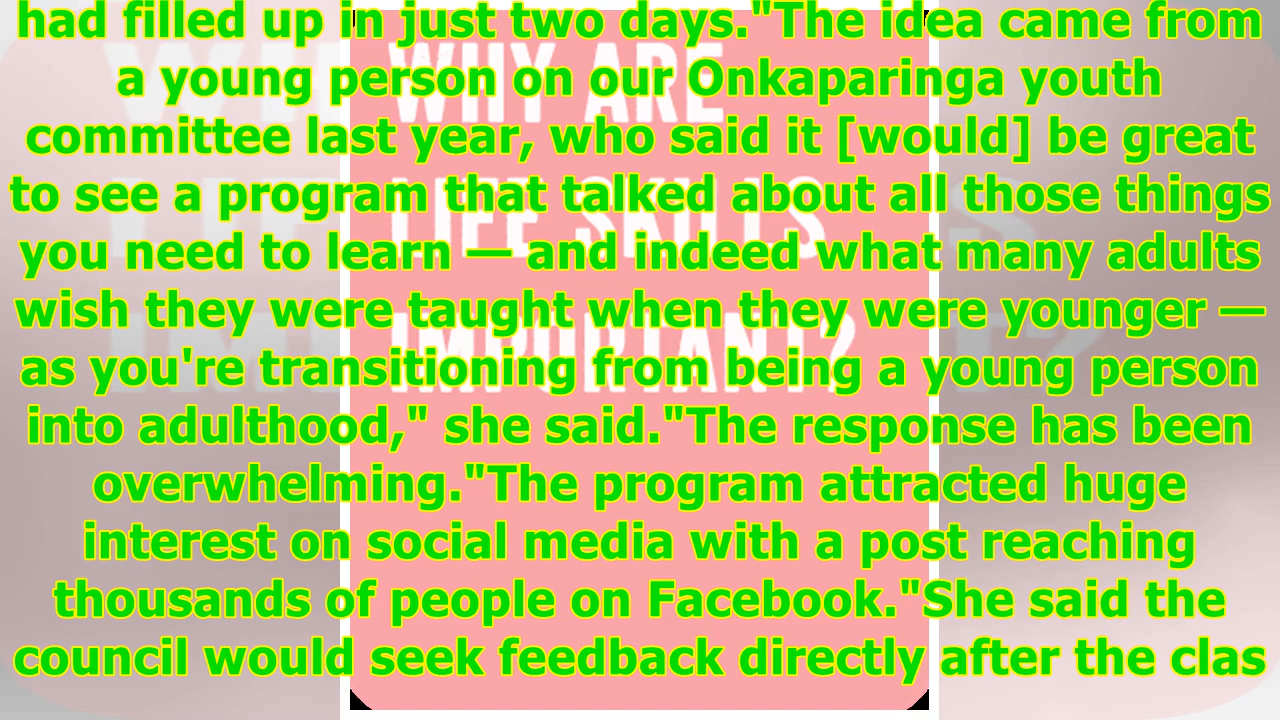 had filled up in just two days."The idea came from
a young person on our Onkaparinga youth
committee last year, who said it [would] be great
to see a program that talked about all those things
you need to learn — and indeed what many adults
wish they were taught when they were younger —
as you're transitioning from being a young person
into adulthood," she said."The response has been
overwhelming."The program attracted huge
interest on social media with a post reaching
thousands of people on Facebook."She said the
council would seek feedback directly after the clas
WHY ARE
LIFE SKILLS
IMPORTANT?